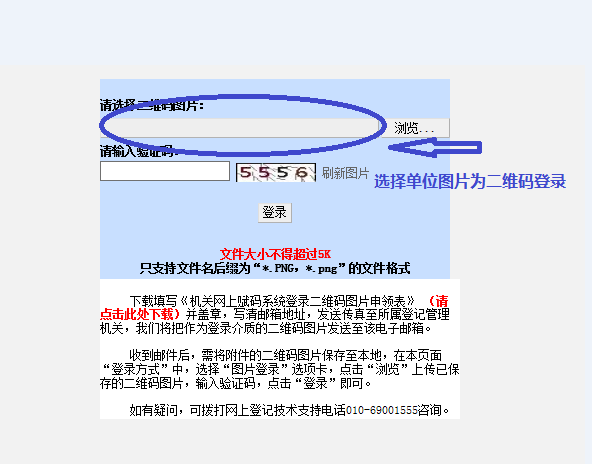 请选择二维码图片：
浏览...
请输入验证码：
5556 刷新图片
选择单位图片为二维码登录
登录
文件大小不得超过5K
只支持文件名后缀为“*.PNG，*.png”的文件格式
下载填写《机关网上赋码系统登录二维码图片申领表》 （请
点击此处下载）并盖章，写清邮箱地址，发送传真至所属登记管理
机关，我们将把作为登录介质的二维码图片发送至该电子邮箱。
收到邮件后，需将附件的二维码图片保存至本地，在本页面
“登录方式”中，选择“图片登录”选项卡，点击“浏览”上传已保
存的二维码图片，输入验证码，点击“登录”即可。
如有疑问，可拨打网上登记技术支持电话010-69001555咨询。